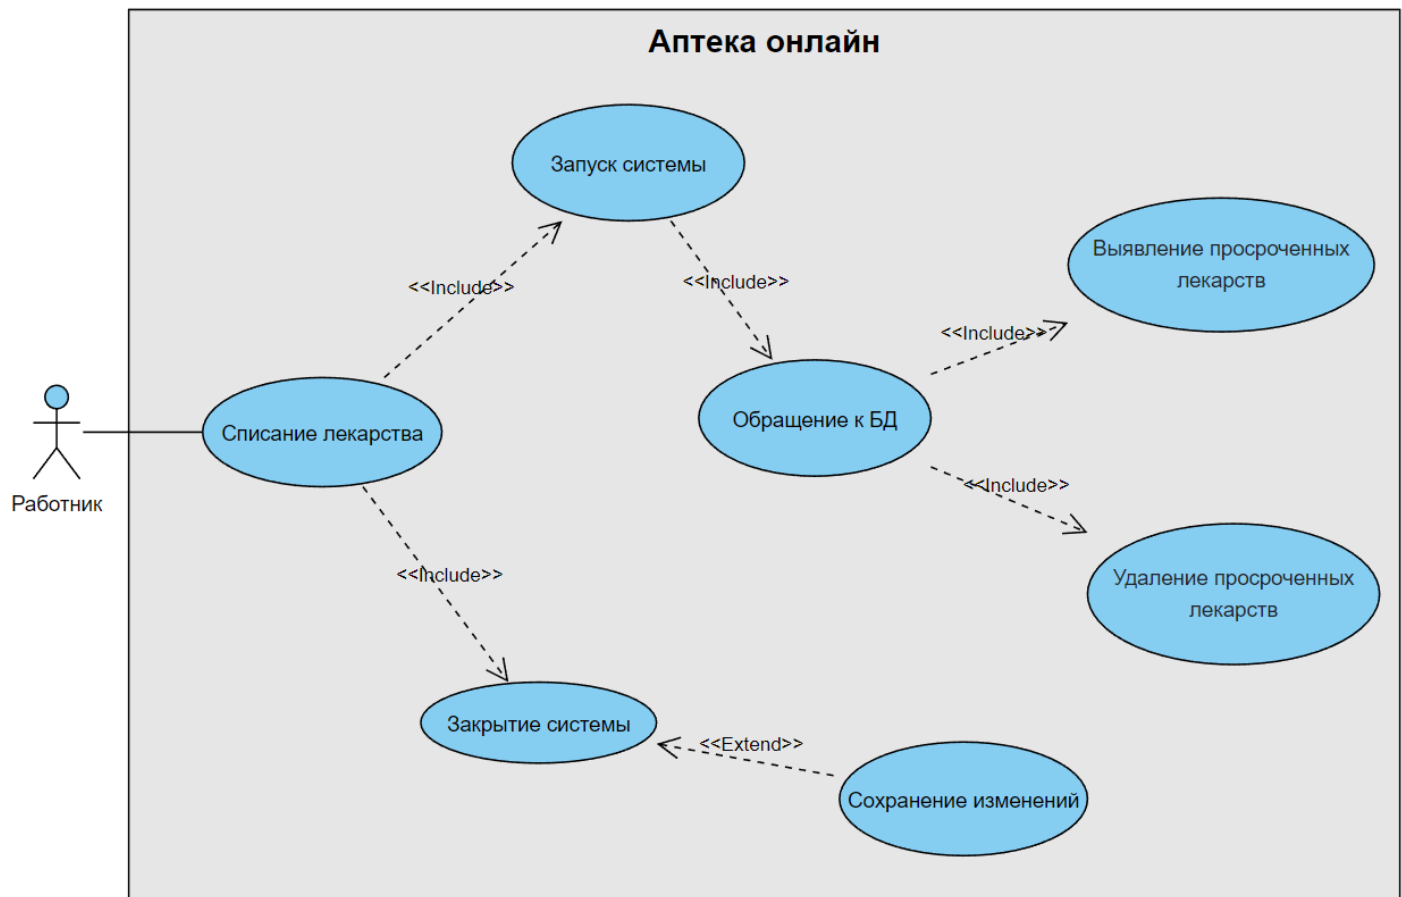 Аптека онлайн
Запуск системы
Выявление просроченных
лекарств
<<Include>>
<<Include>>
<<Include>>
Обращение к БД
Списание лекарства
Работник
<<Include>>
<<Include>>
Удаление просроченных
лекарств
Закрытие системы
<<Extend>>
Сохранение изменений